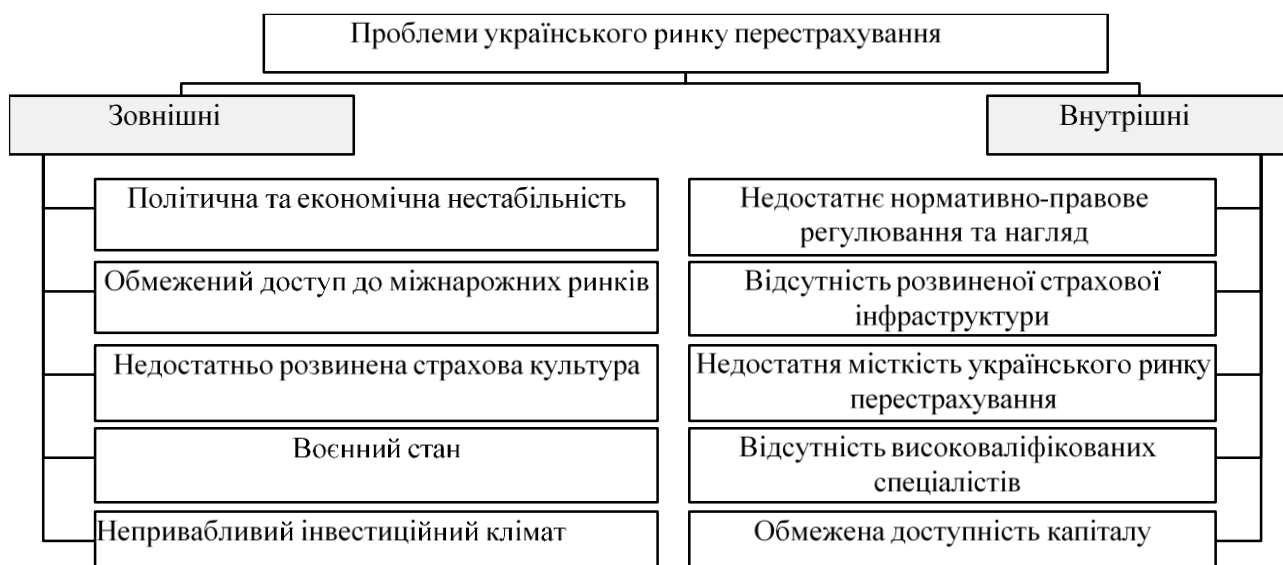 Проблеми українського ринку перестрахування
Зовнішні
Внутрішні
Політична та економічна нестабільність
Обмежений доступ до міжнарожних ринків
Недостатньо розвинена страхова культура
Воєнний стан
Непривабливий інвестиційний клімат
Недостатнє нормативно-правове
регулювання та нагляд
Відсутність розвиненої страхової
інфраструктури
Недостатня місткість українського ринку
перестрахування
Відсутність високоваліфікованих
спеціалістів
Обмежена доступність капіталу